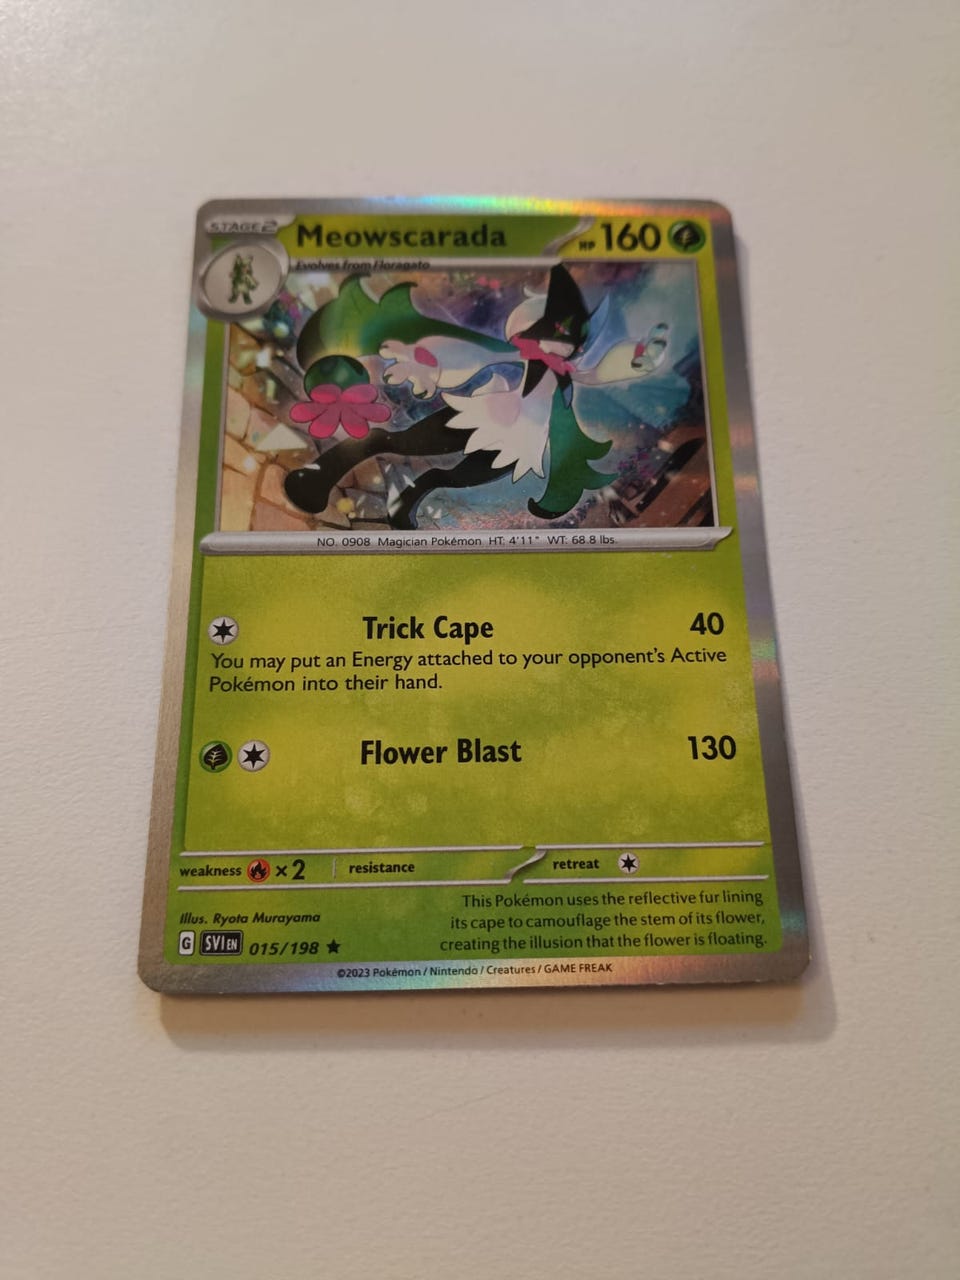 STAGE2
Meowscarada
HP 160
Evolves from Floragato
NO. 0908 Magician Pokémon HT: 4'11" WT: 68.8 lbs.
Trick Cape 40
You may put an Energy attached to your opponent's Active
Pokémon into their hand.
Flower Blast 130
weakness ×2 resistance retreat
This Pokémon uses the reflective fur lining
its cape to camouflage the stem of its flower,
creating the illusion that the flower is floating.
Illus. Ryota Murayama
G SVI EN 015/198 ★
©2023 Pokémon / Nintendo / Creatures / GAME FREAK